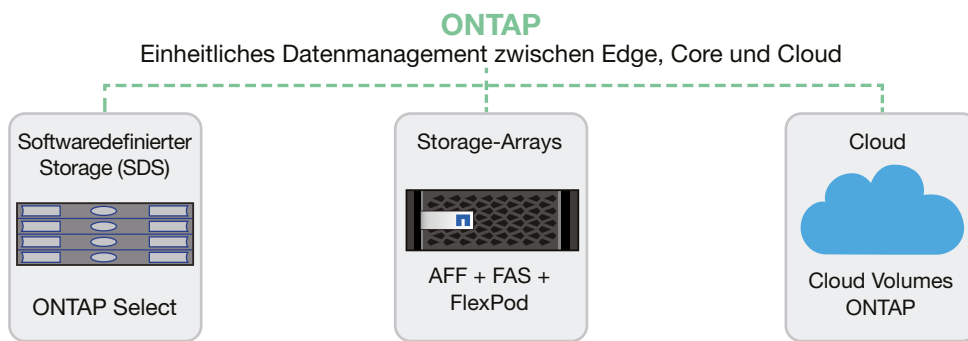 ONTAP
Einheitliches Datenmanagement zwischen Edge, Core und Cloud
Softwaredefinierter
Storage (SDS)
ONTAP Select
Storage-Arrays
AFF + FAS +
FlexPod
Cloud
Cloud Volumes
ONTAP